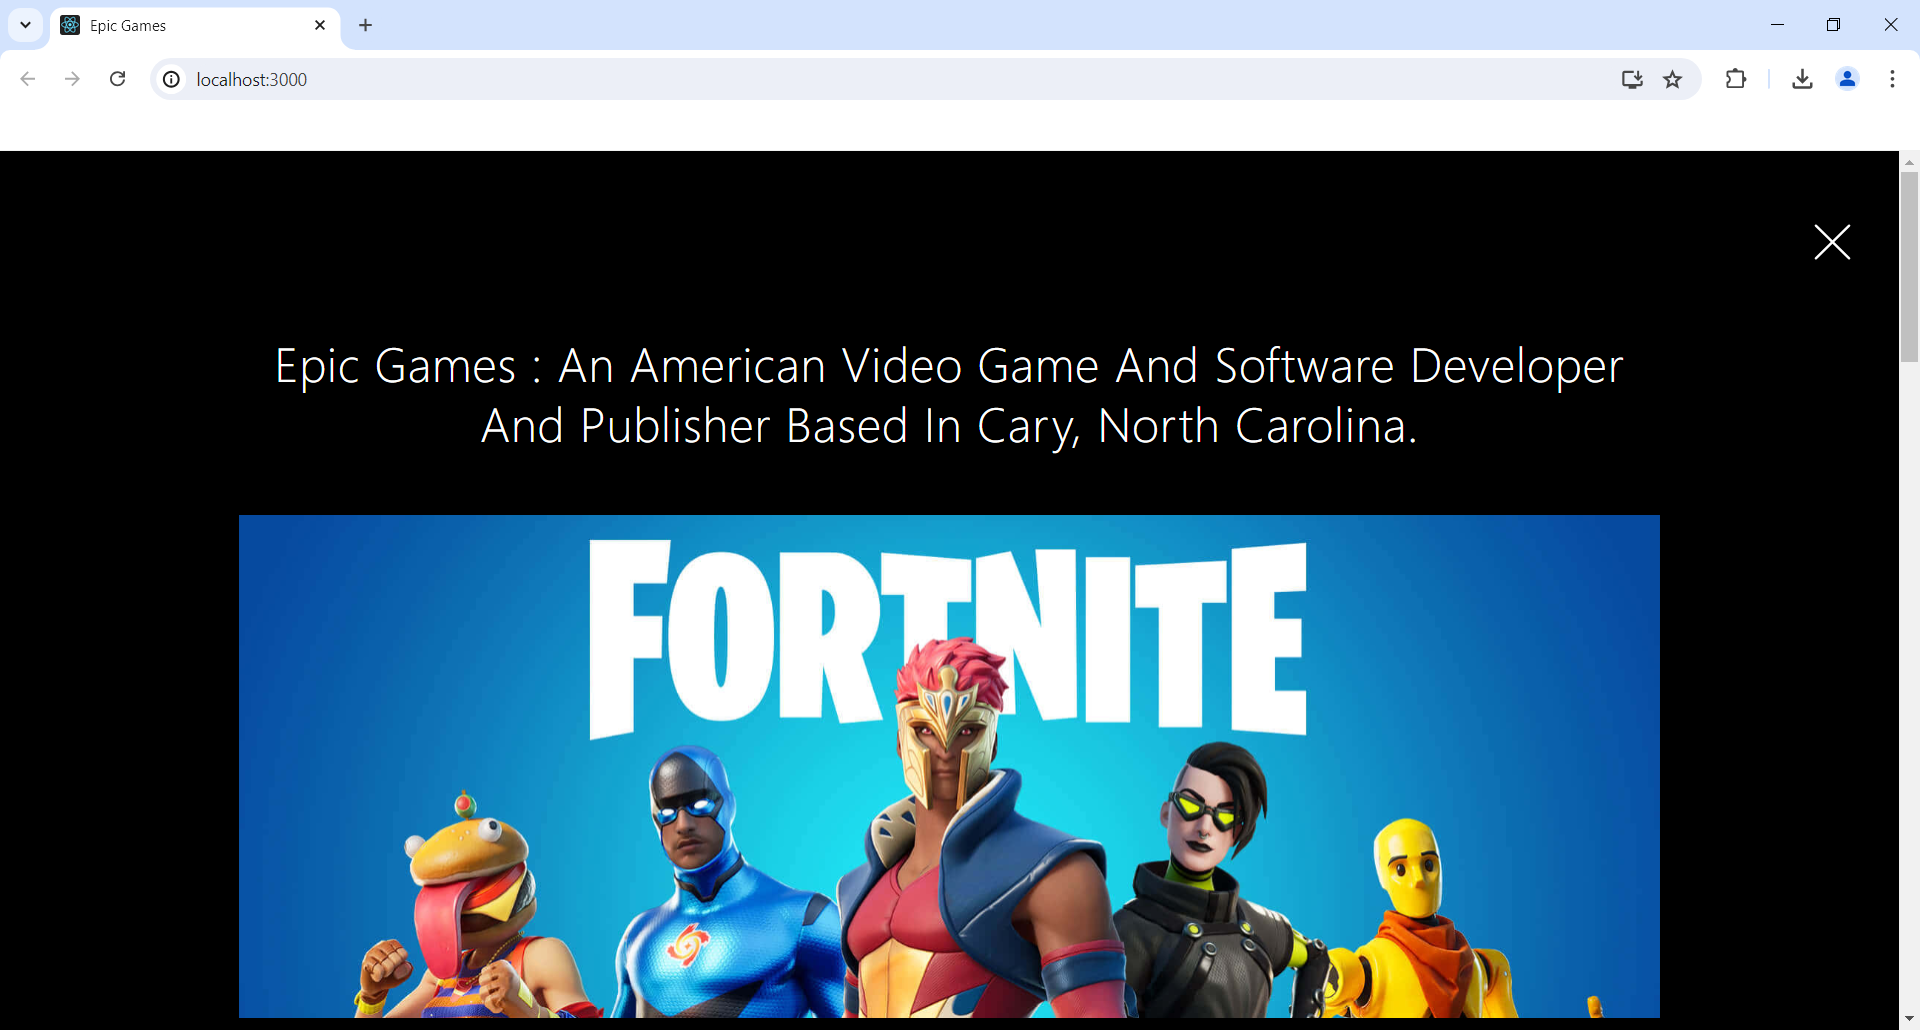 Epic Games
localhost:3000
Epic Games : An American Video Game And Software Developer
And Publisher Based In Cary, North Carolina.
FORTNITE